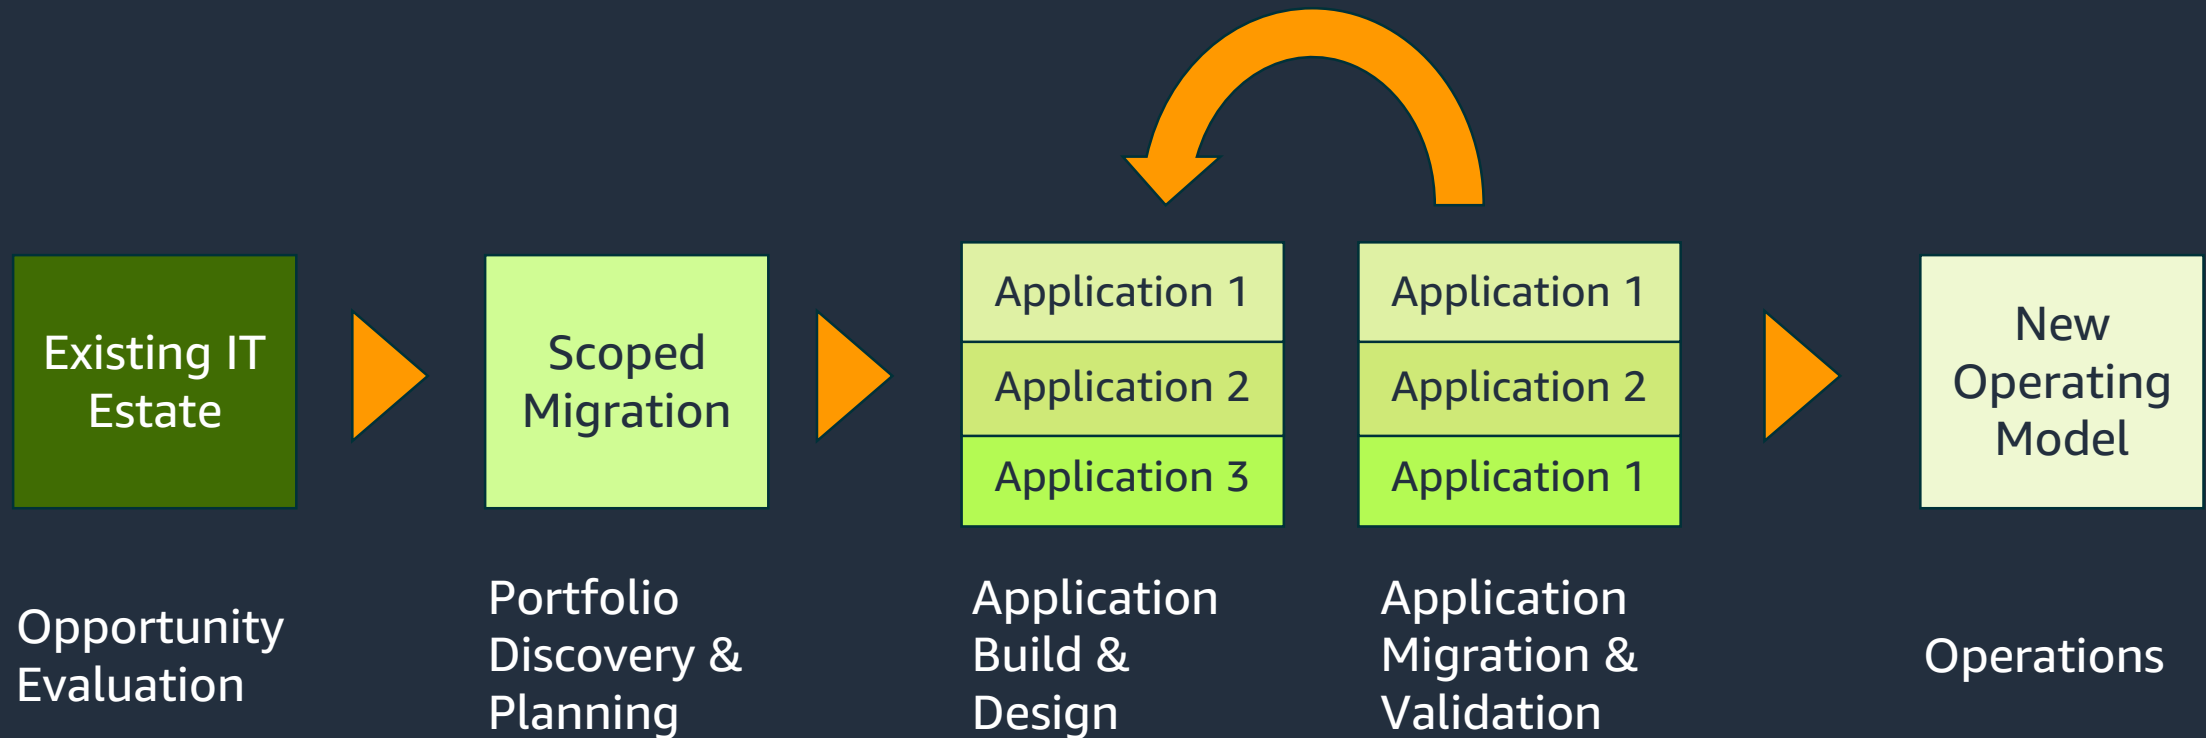 Existing IT
Estate
Scoped
Migration
Application 1
Application 2
Application 3
Application 1
Application 2
Application 1
New
Operating
Model
Opportunity
Evaluation
Portfolio
Discovery &
Planning
Application
Build &
Design
Application
Migration &
Validation
Operations